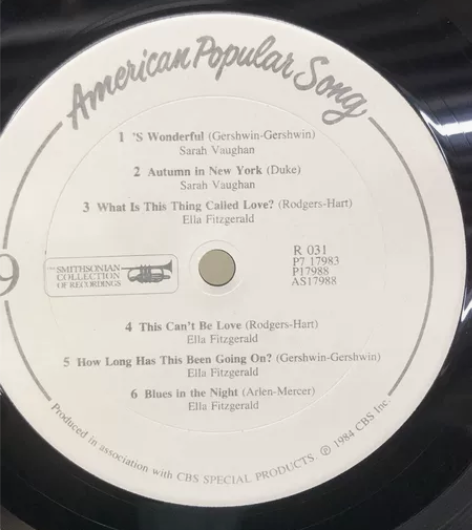 American Popular Song
1 'S Wonderful (Gershwin-Gershwin)
Sarah Vaughan
2 Autumn in New York (Duke)
Sarah Vaughan
3 What Is This Thing Called Love? (Rodgers-Hart)
Ella Fitzgerald
9
SMITHSONIAN
COLLECTION
OF RECORDINGS
R 031
P7 17983
P17988
AS17988
4 This Can't Be Love (Rodgers-Hart)
Ella Fitzgerald
5 How Long Has This Been Going On? (Gershwin-Gershwin)
Ella Fitzgerald
6 Blues in the Night (Arlen-Mercer)
Ella Fitzgerald
Produced in association with CBS SPECIAL PRODUCTS. ℗ 1984 CBS Inc